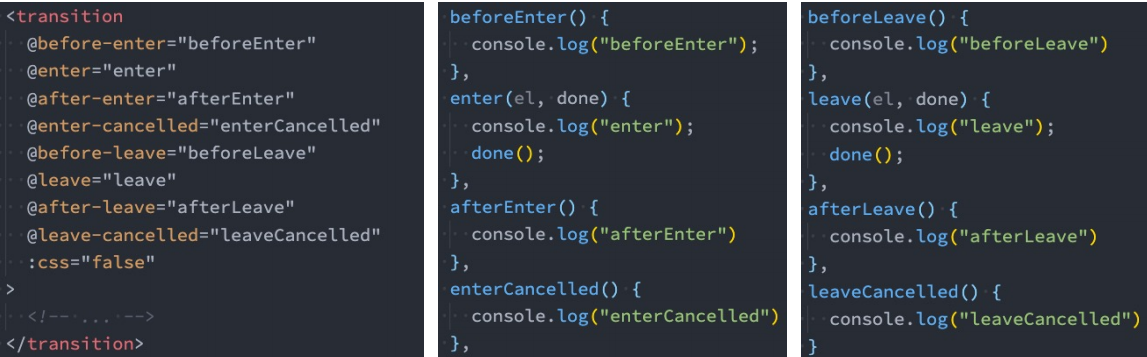 <transition
@before-enter="beforeEnter"
@enter="enter"
@after-enter="afterEnter"
@enter-cancelled="enterCancelled"
@before-leave="beforeLeave"
@leave="leave"
@after-leave="afterLeave"
@leave-cancelled="leaveCancelled"
:css="false"
>
<!-- ... -->
</transition>
beforeEnter() {
console.log("beforeEnter");
},
enter(el, done) {
console.log("enter");
done();
},
afterEnter() {
console.log("afterEnter")
},
enterCancelled() {
console.log("enterCancelled")
},
beforeLeave() {
console.log("beforeLeave")
},
leave(el, done) {
console.log("leave");
done();
},
afterLeave() {
console.log("afterLeave")
},
leaveCancelled() {
console.log("leaveCancelled")
}